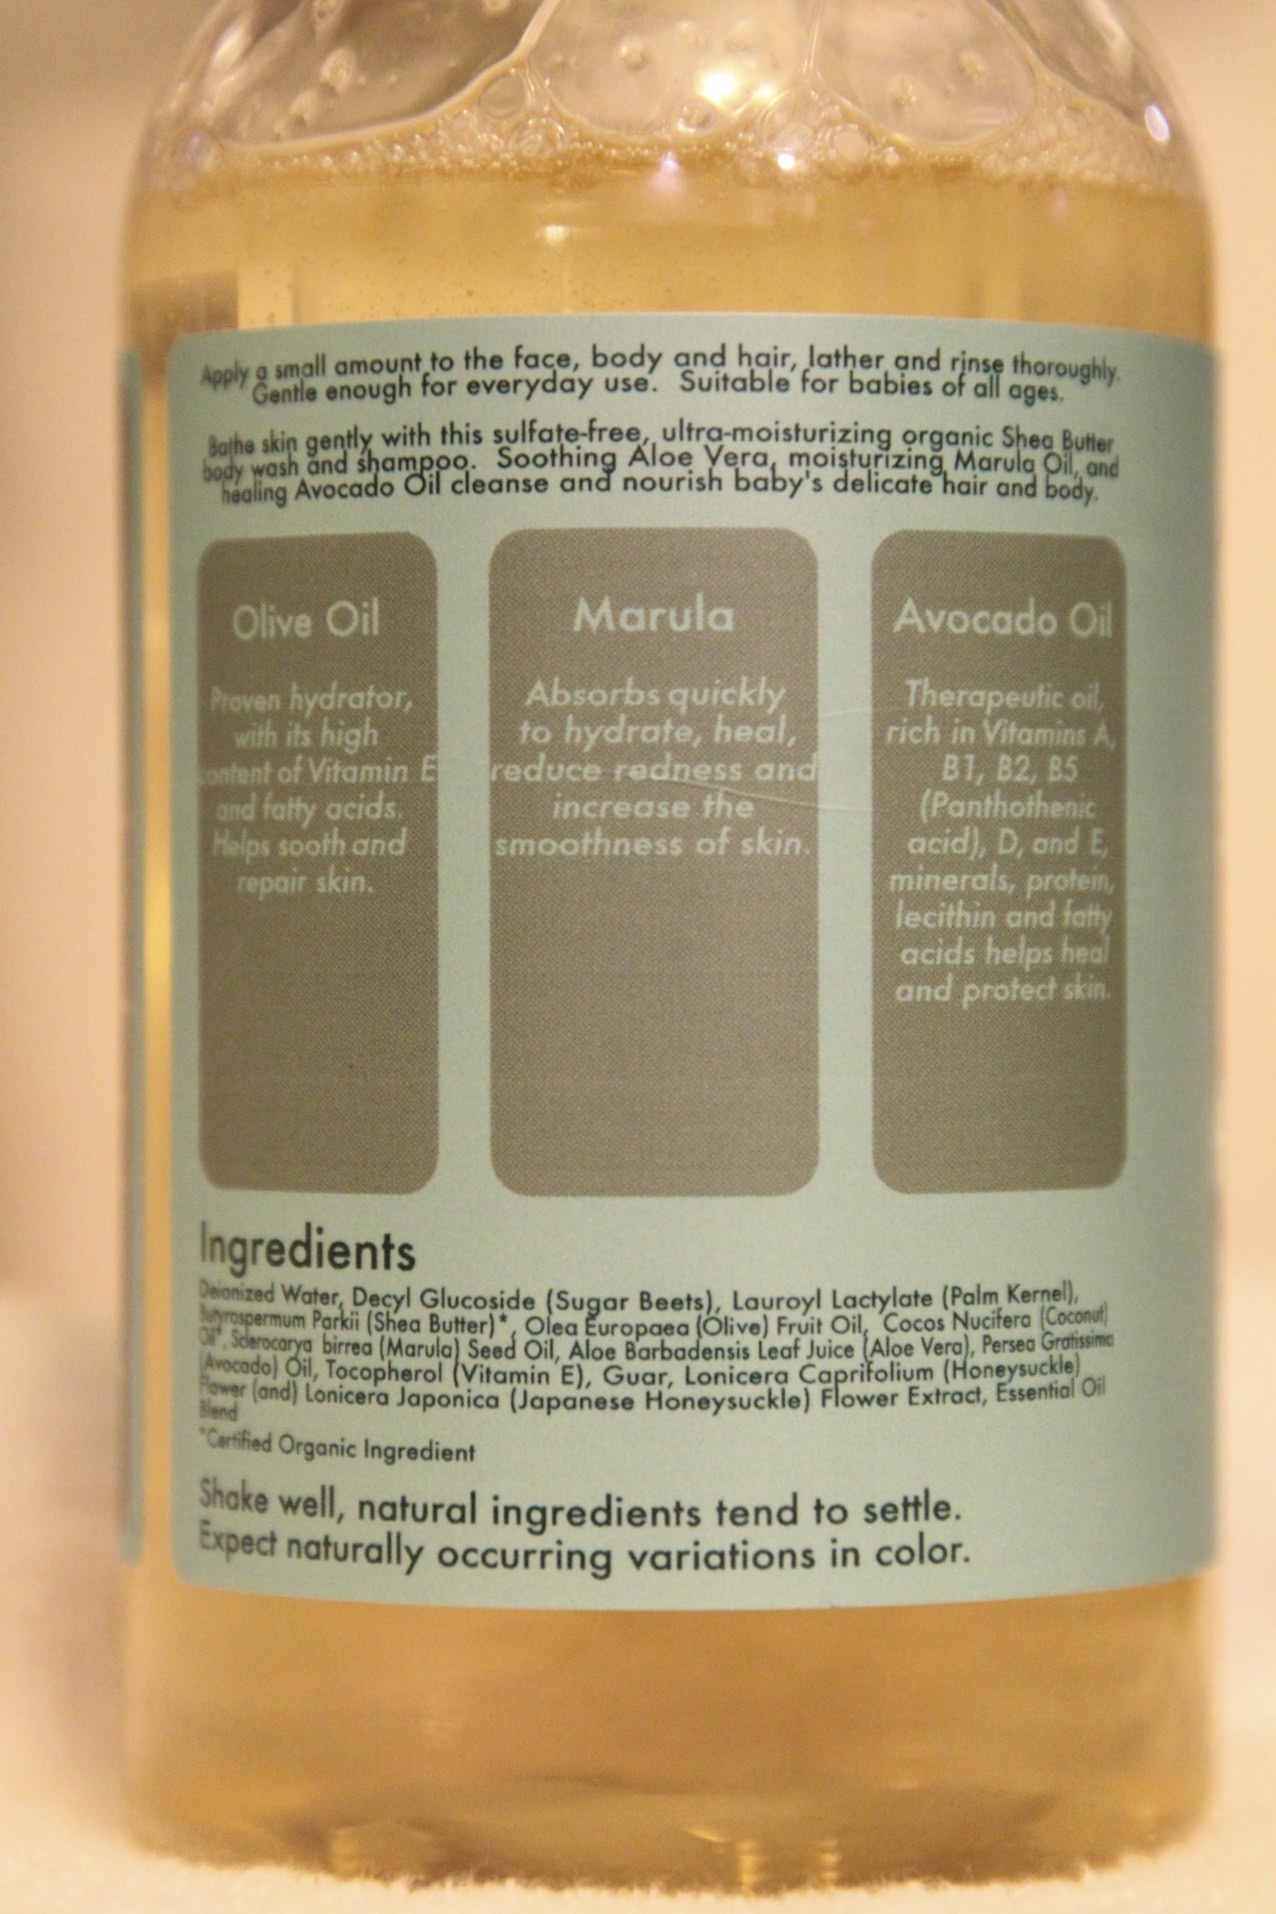 Apply a small amount to the face, body and hair, lather and rinse thoroughly.
Gentle enough for everyday use. Suitable for babies of all ages.
Bathe skin gently with this sulfate-free, ultra-moisturizing organic Shea Butter
body wash and shampoo. Soothing Aloe Vera, moisturizing Marula Oil, and
healing Avocado Oil cleanse and nourish baby's delicate hair and body.
Olive Oil
Proven hydrator,
with its high
content of Vitamin E
and fatty acids.
Helps sooth and
repair skin.
Marula
Absorbs quickly
to hydrate, heal,
reduce redness and
increase the
smoothness of skin.
Avocado Oil
Therapeutic oil,
rich in Vitamins A,
B1, B2, B5
(Panthothenic
acid), D, and E,
minerals, protein,
lecithin and fatty
acids helps heal
and protect skin.
Ingredients
Deionized Water, Decyl Glucoside (Sugar Beets), Lauroyl Lactylate (Palm Kernel),
Butyrospermum Parkii (Shea Butter)*, Olea Europaea (Olive) Fruit Oil, Cocos Nucifera (Coconut)
Oil*, Sclerocarya birrea (Marula) Seed Oil, Aloe Barbadensis Leaf Juice (Aloe Vera), Persea Gratissima
(Avocado) Oil, Tocopherol (Vitamin E), Guar, Lonicera Caprifolium (Honeysuckle)
Flower (and) Lonicera Japonica (Japanese Honeysuckle) Flower Extract, Essential Oil
Blend
*Certified Organic Ingredient
Shake well, natural ingredients tend to settle.
Expect naturally occurring variations in color.